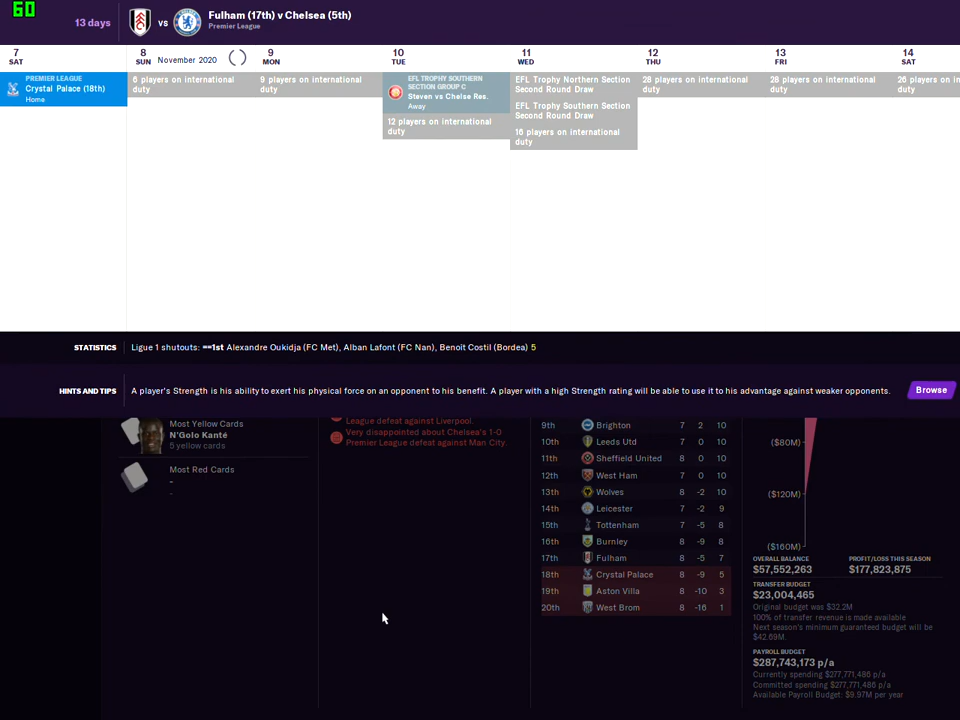 60
13 days
vs
Fulham (17th) v Chelsea (5th)
Premier League
7
SAT
8
SUN November 2020
9
MON
10
TUE
11
WED
12
THU
13
FRI
14
SAT
PREMIER LEAGUE
Crystal Palace (18th)
Home
6 players on international
duty
9 players on international
duty
EFL TROPHY SOUTHERN
SECTION GROUP C
Steven vs Chelse Res.
Away
12 players on international
duty
EFL Trophy Northern Section
Second Round Draw
EFL Trophy Southern Section
Second Round Draw
16 players on international
duty
28 players on international
duty
28 players on international
duty
26 players on
duty
STATISTICS
Ligue 1 shutouts: ==1st Alexandre Oukidja (FC Met), Alban Lafont (FC Nan), Benoît Costil (Bordea) 5
HINTS AND TIPS
A player's Strength is his ability to exert his physical force on an opponent to his benefit. A player with a high Strength rating will be able to use it to his advantage against weaker opponents.
Browse
Most Yellow Cards
N'Golo Kanté
5 yellow cards
Most Red Cards
-
-
League defeat against Liverpool.
Very disappointed about Chelsea's 1-0
Premier League defeat against Man City.
9th Brighton 7 2 10
10th Leeds Utd 7 0 10
11th Sheffield United 8 0 10
12th West Ham 7 0 10
13th Wolves 8 -2 10
14th Leicester 7 -2 9
15th Tottenham 7 -5 8
16th Burnley 8 -9 8
17th Fulham 8 -5 7
18th Crystal Palace 8 -9 5
19th Aston Villa 8 -10 3
20th West Brom 8 -16 1
($80M)
($120M)
($160M)
OVERALL BALANCE
$57,552,263
PROFIT/LOSS THIS SEASON
$177,823,875
TRANSFER BUDGET
$23,004,465
Original budget was $32.2M
100% of transfer revenue is made available
Next season's minimum guaranteed budget will be
$42.69M.
PAYROLL BUDGET
$287,743,173 p/a
Currently spending $277,771,486 p/a
Committed spending $277,771,486 p/a
Available Payroll Budget: $9.97M per year